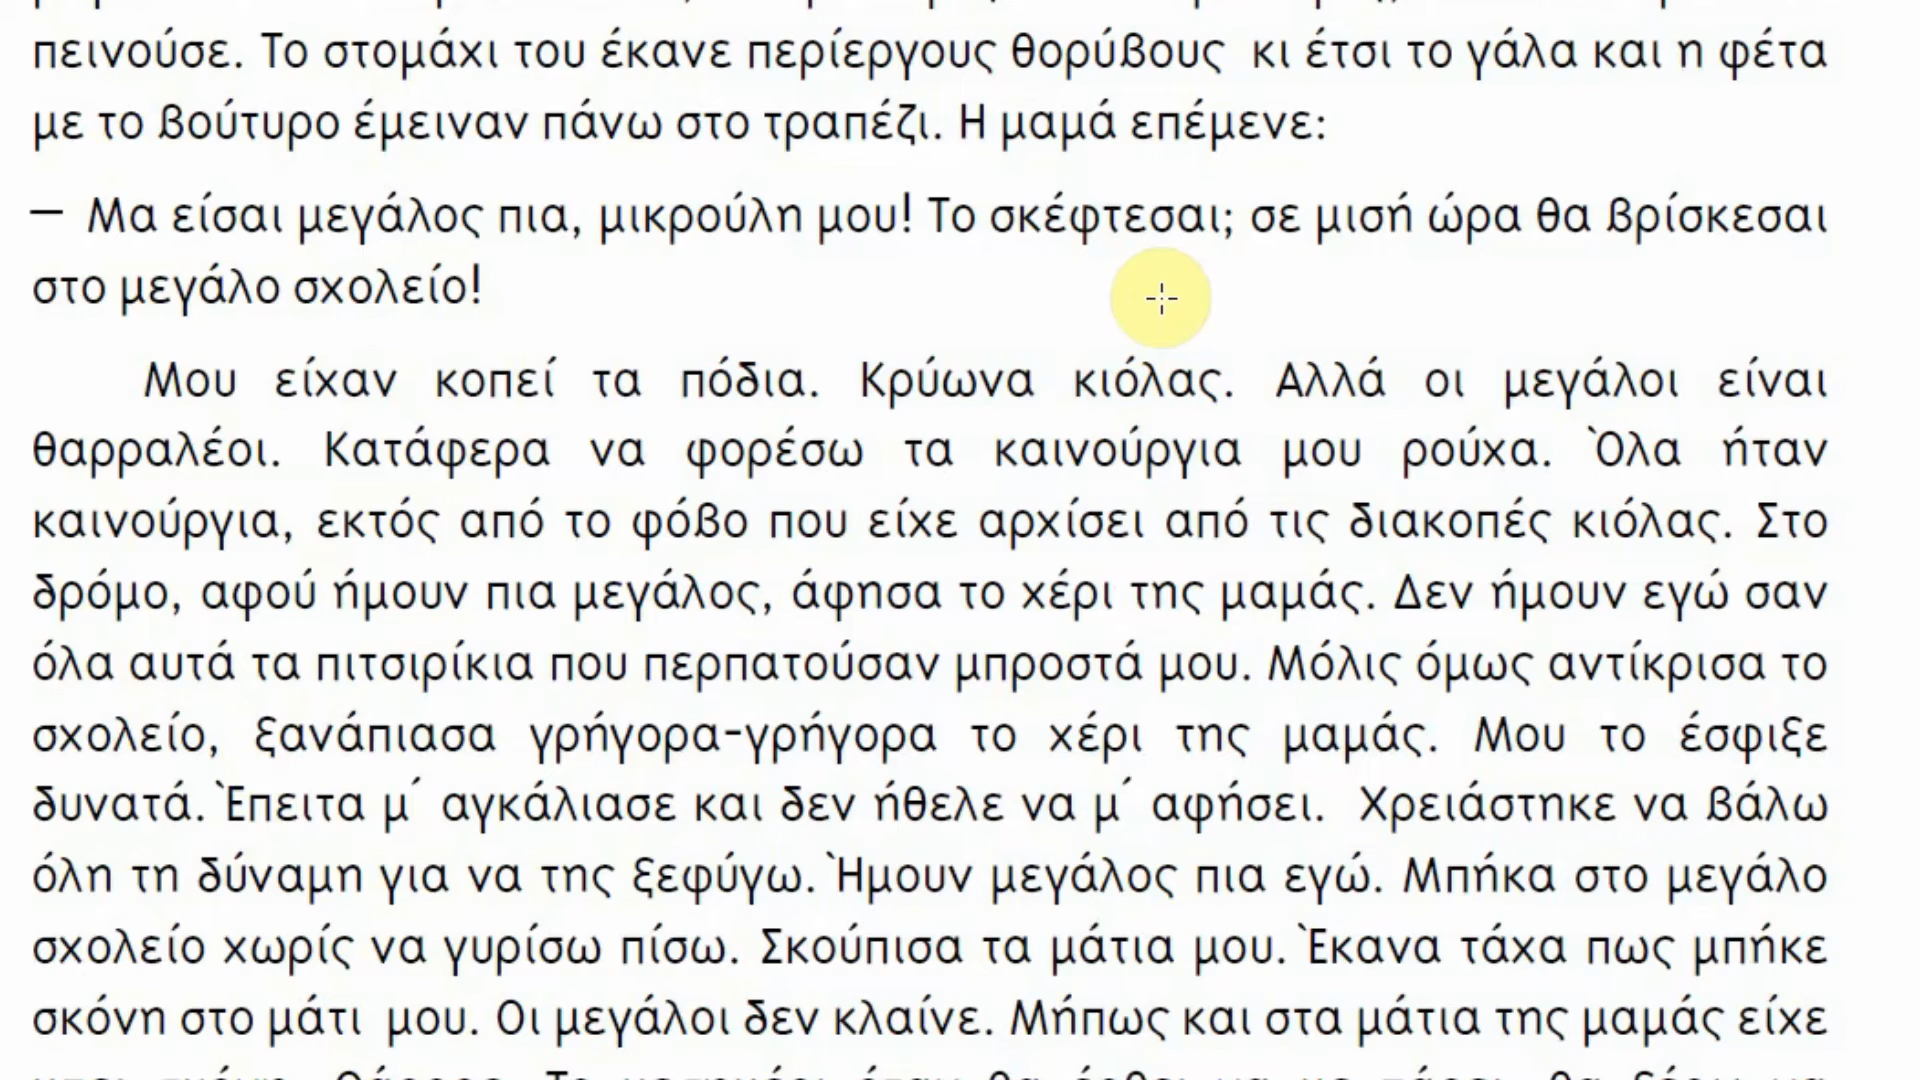 πεινούσε. Το στομάχι του έκανε περίεργους θορύβους κι έτσι το γάλα και η φέτα
με το βούτυρο έμειναν πάνω στο τραπέζι. Η μαμά επέμενε:
– Μα είσαι μεγάλος πια, μικρούλη μου! Το σκέφτεσαι; σε μισή ώρα θα βρίσκεσαι
στο μεγάλο σχολείο!
Μου είχαν κοπεί τα πόδια. Κρύωνα κιόλας. Αλλά οι μεγάλοι είναι
θαρραλέοι. Κατάφερα να φορέσω τα καινούργια μου ρούχα. Ὸλα ήταν
καινούργια, εκτός από το φόβο που είχε αρχίσει από τις διακοπές κιόλας. Στο
δρόμο, αφού ήμουν πια μεγάλος, άφησα το χέρι της μαμάς. Δεν ήμουν εγώ σαν
όλα αυτά τα πιτσιρίκια που περπατούσαν μπροστά μου. Μόλις όμως αντίκρισα το
σχολείο, ξανάπιασα γρήγορα-γρήγορα το χέρι της μαμάς. Μου το έσφιξε
δυνατά. Ὲπειτα μ΄ αγκάλιασε και δεν ήθελε να μ΄ αφήσει. Χρειάστηκε να βάλω
όλη τη δύναμη για να της ξεφύγω. Ὴμουν μεγάλος πια εγώ. Μπήκα στο μεγάλο
σχολείο χωρίς να γυρίσω πίσω. Σκούπισα τα μάτια μου. Ὲκανα τάχα πως μπήκε
σκόνη στο μάτι μου. Οι μεγάλοι δεν κλαίνε. Μήπως και στα μάτια της μαμάς είχε